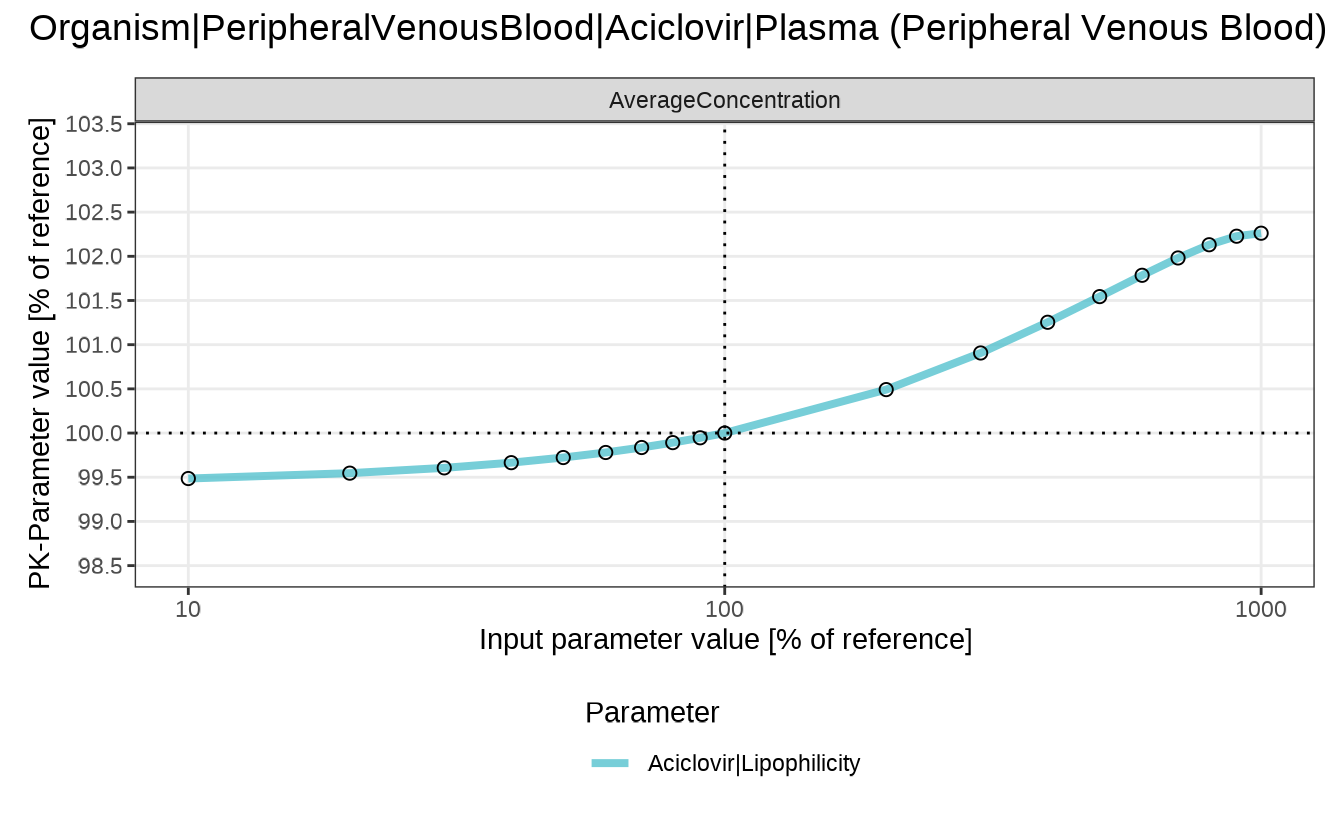 Organism|PeripheralVenousBlood|Aciclovir|Plasma (Peripheral Venous Blood)
AverageConcentration
PK-Parameter value [% of reference]
103.5
103.0
102.5
102.0
101.5
101.0
100.5
100.0
99.5
99.0
98.5
10
100
1000
Input parameter value [% of reference]
Parameter
Aciclovir|Lipophilicity